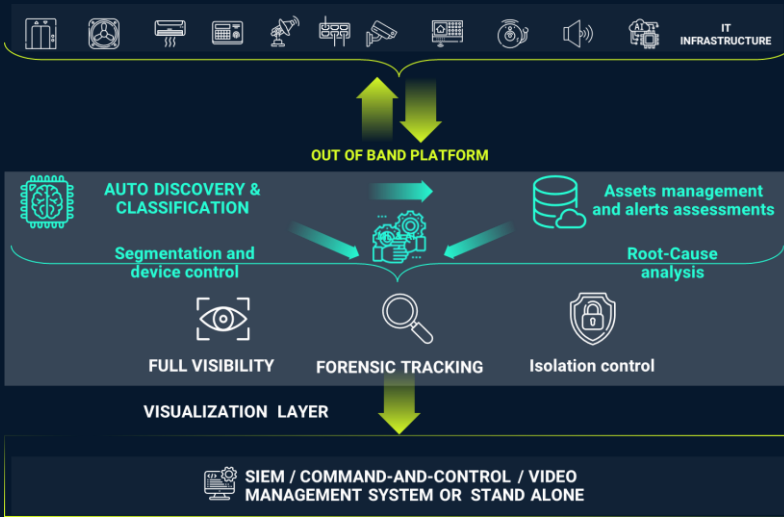 IT
INFRASTRUCTURE
AI
OUT OF BAND PLATFORM
AUTO DISCOVERY &
CLASSIFICATION
Assets management
and alerts assessments
Segmentation and
device control
Root-Cause
analysis
FULL VISIBILITY
FORENSIC TRACKING
Isolation control
VISUALIZATION LAYER
SIEM / COMMAND-AND-CONTROL / VIDEO
MANAGEMENT SYSTEM OR STAND ALONE